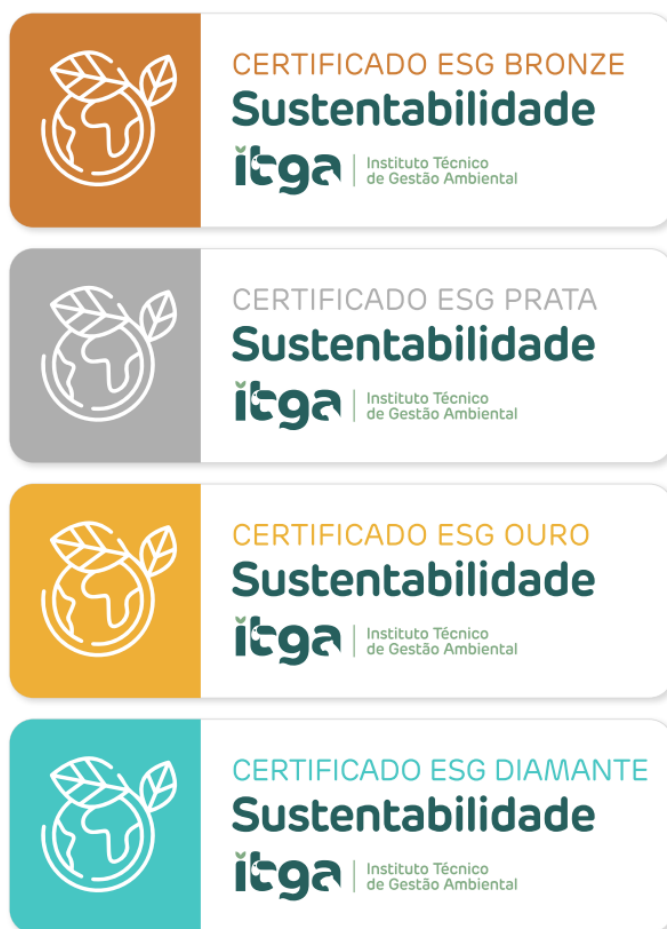 CERTIFICADO ESG BRONZE
Sustentabilidade
itga
Instituto Técnico
de Gestão Ambiental
CERTIFICADO ESG PRATA
Sustentabilidade
itga
Instituto Técnico
de Gestão Ambiental
CERTIFICADO ESG OURO
Sustentabilidade
itga
Instituto Técnico
de Gestão Ambiental
CERTIFICADO ESG DIAMANTE
Sustentabilidade
itga
Instituto Técnico
de Gestão Ambiental